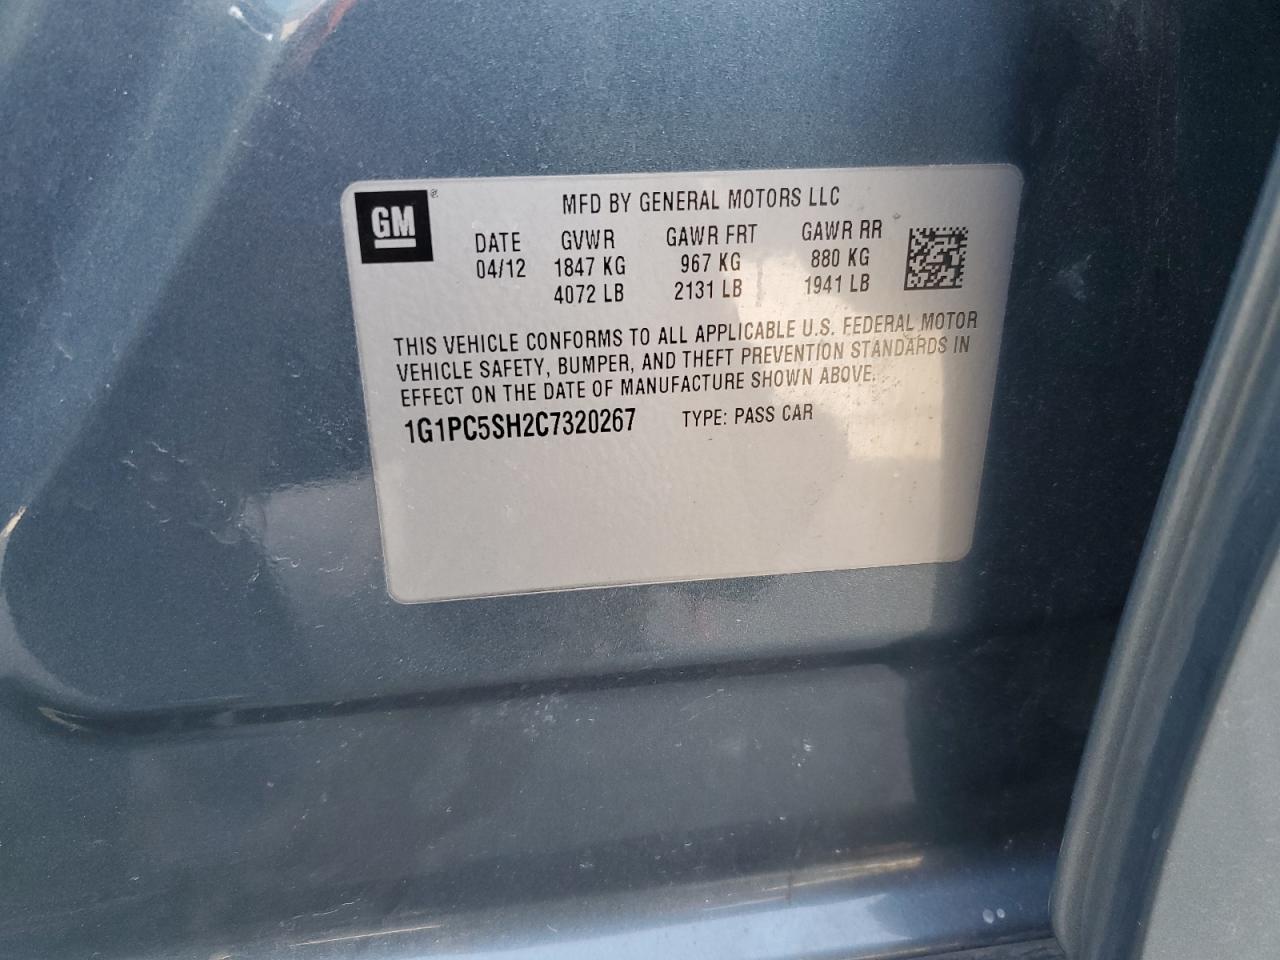 GM®
MFD BY GENERAL MOTORS LLC
DATE GVWR GAWR FRT GAWR RR
04/12 1847 KG 967 KG 880 KG
4072 LB 2131 LB 1941 LB
THIS VEHICLE CONFORMS TO ALL APPLICABLE U.S. FEDERAL MOTOR
VEHICLE SAFETY, BUMPER, AND THEFT PREVENTION STANDARDS IN
EFFECT ON THE DATE OF MANUFACTURE SHOWN ABOVE.
1G1PC5SH2C7320267 TYPE: PASS CAR